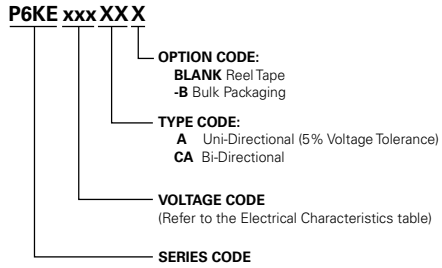 P6KE xxx XX X
OPTION CODE:
BLANK Reel Tape
-B Bulk Packaging
TYPE CODE:
A Uni-Directional (5% Voltage Tolerance)
CA Bi-Directional
VOLTAGE CODE
(Refer to the Electrical Characteristics table)
SERIES CODE